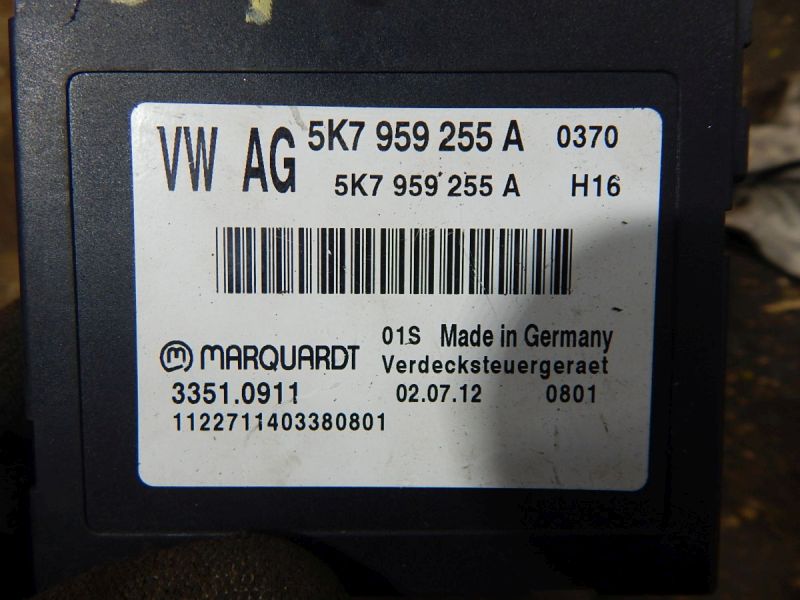 VW AG 5K7 959 255 A 0370
5K7 959 255 A H16
01S Made in Germany
MARQUARDT Verdecksteuergeraet
3351.0911 02.07.12 0801
1122711403380801